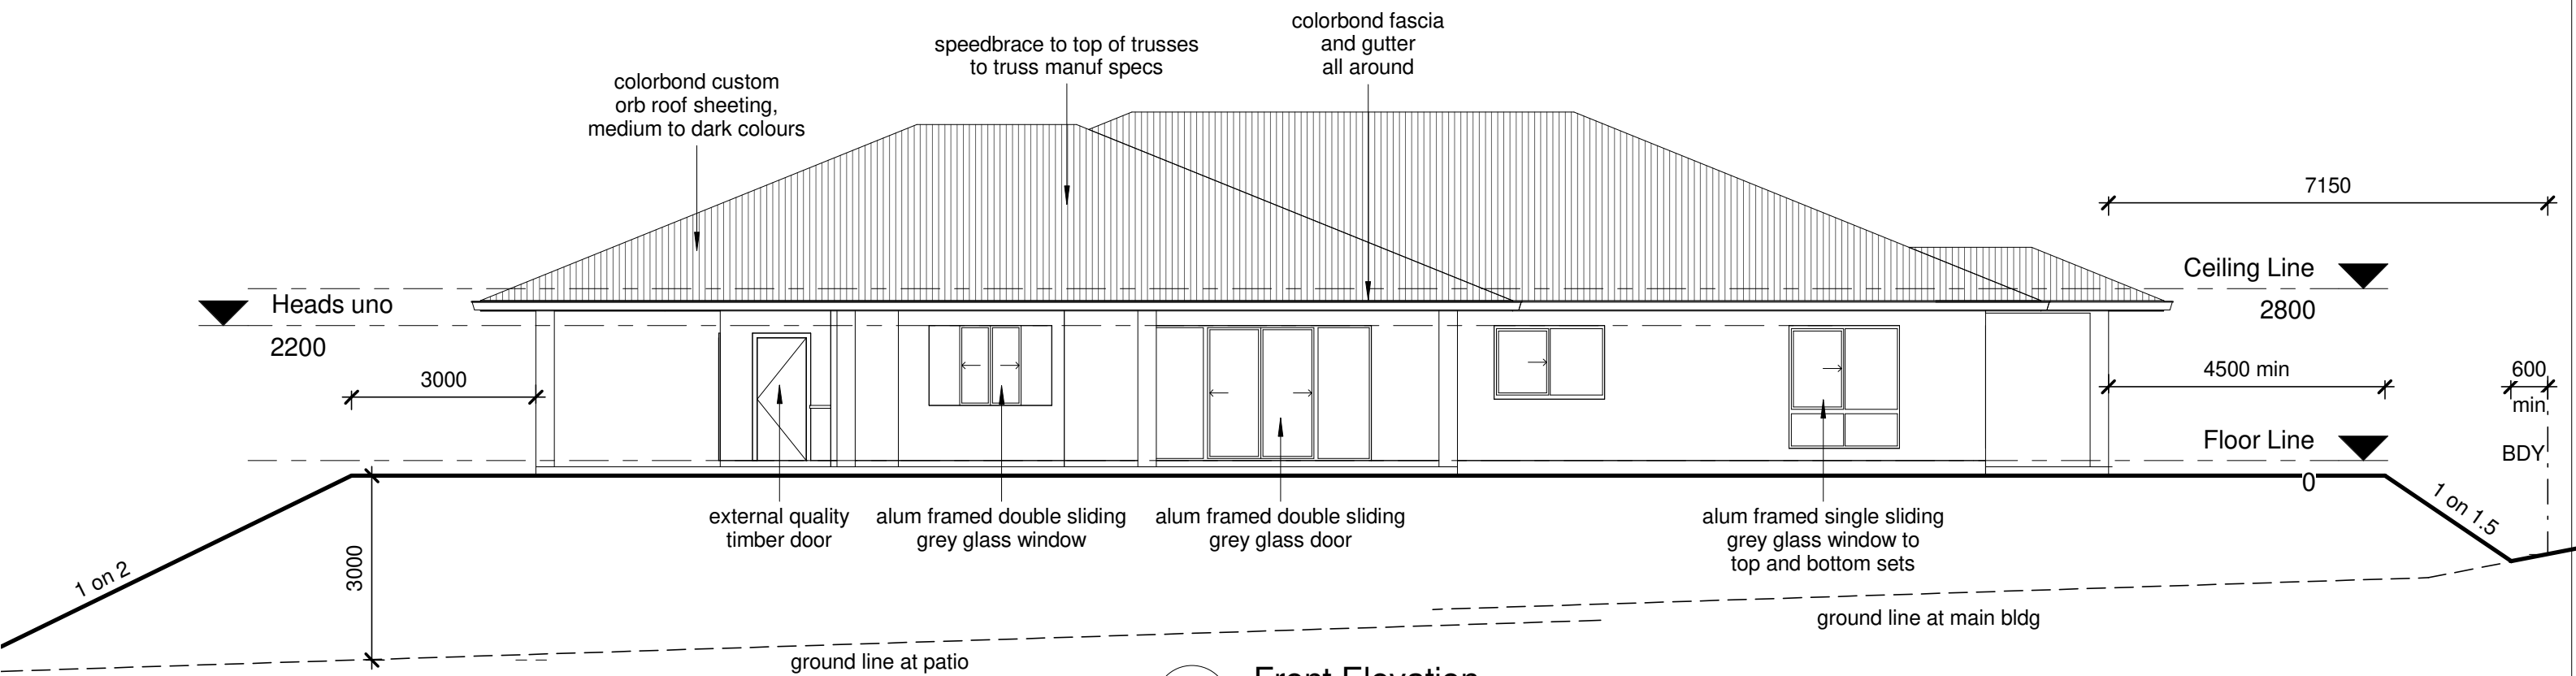 colorbond fascia
and gutter
all around
speedbrace to top of trusses
to truss manuf specs
colorbond custom
orb roof sheeting,
medium to dark colours
7150
Ceiling Line
2800
Heads uno
2200
3000
4500 min
600
min
Floor Line
0
BDY
1 on 1.5
external quality
timber door
alum framed double sliding
grey glass window
alum framed double sliding
grey glass door
alum framed single sliding
grey glass window to
top and bottom sets
3000
1 on 2
ground line at main bldg
ground line at patio
Front Elevation